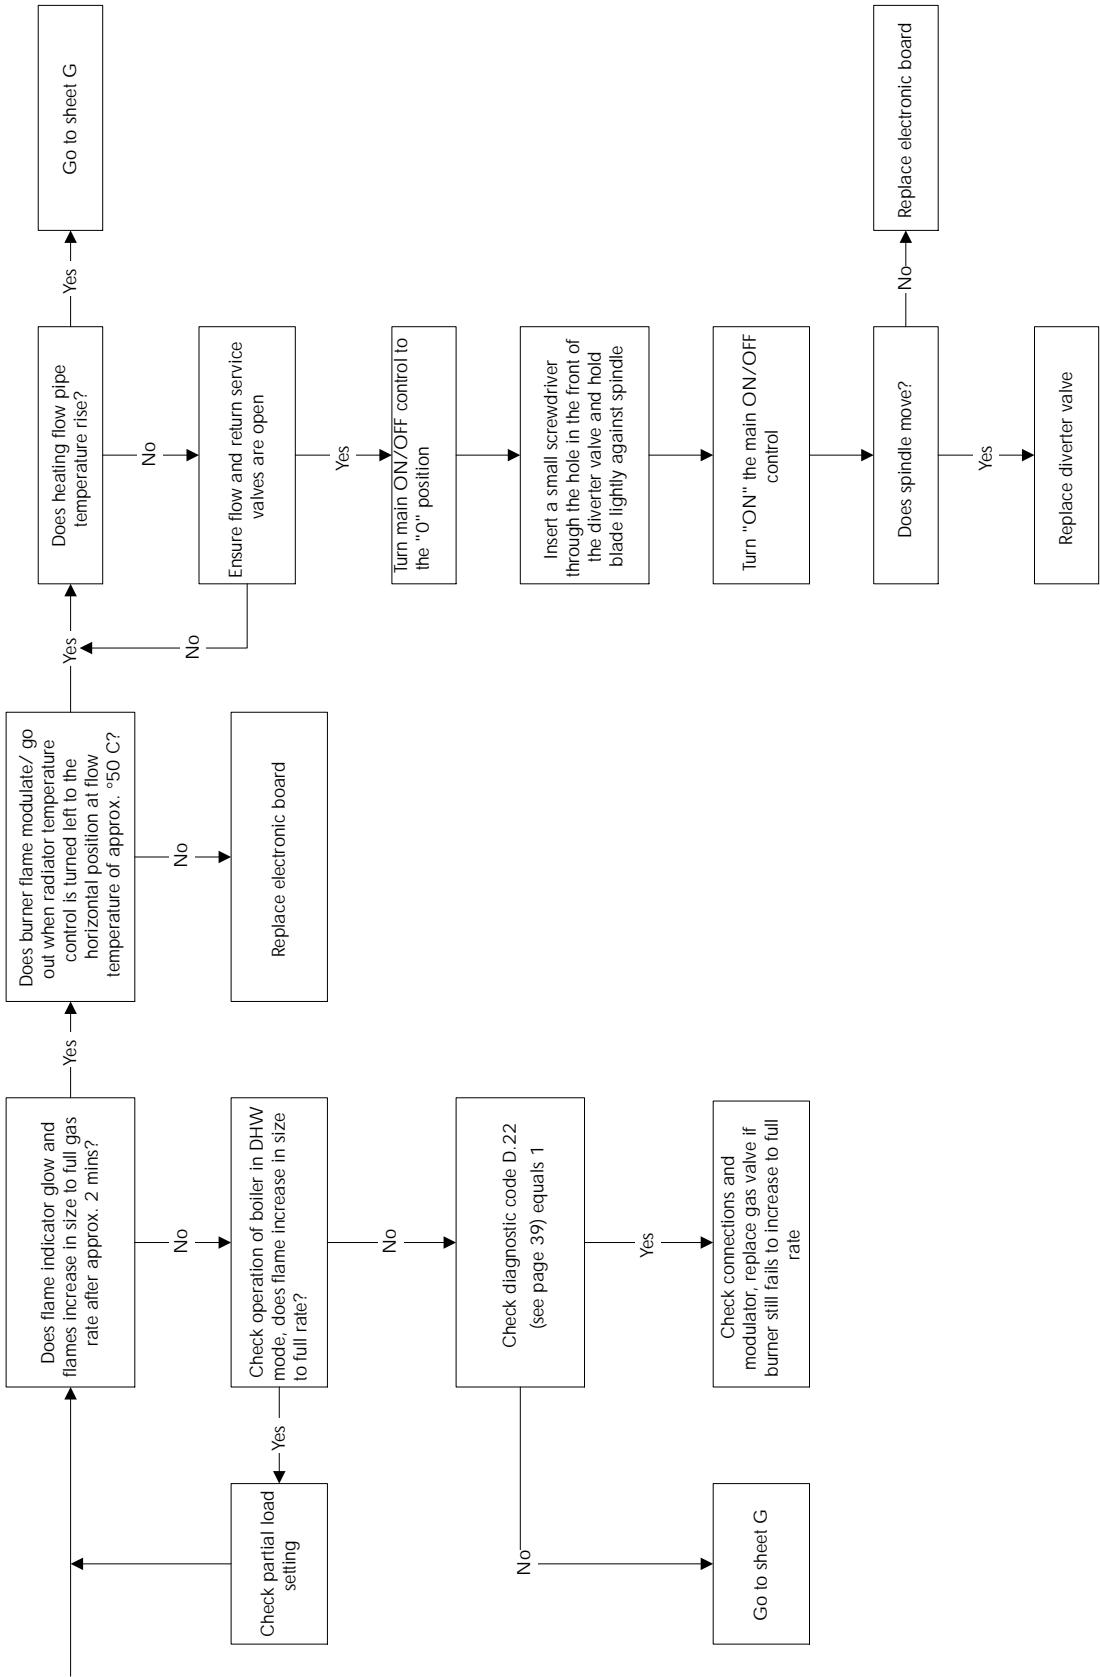 Does flame indicator glow and
flames increase in size to full gas
rate after approx. 2 mins?
Yes
Does burner flame modulate/ go
out when radiator temperature
control is turned left to the
horizontal position at flow
temperature of approx. °50 C?
Yes
Does heating flow pipe
temperature rise?
Yes
Go to sheet G
No
No
No
Check partial load
setting
Yes
Check operation of boiler in DHW
mode, does flame increase in size
to full rate?
Replace electronic board
No
Ensure flow and return service
valves are open
No
Yes
Check diagnostic code D.22
(see page 39) equals 1
Turn main ON/OFF control to
the "0" position
No
Yes
Insert a small screwdriver
through the hole in the front of
the diverter valve and hold
blade lightly against spindle
Go to sheet G
Check connections and
modulator, replace gas valve if
burner still fails to increase to full
rate
Turn "ON" the main ON/OFF
control
Does spindle move?
No
Replace electronic board
Yes
Replace diverter valve